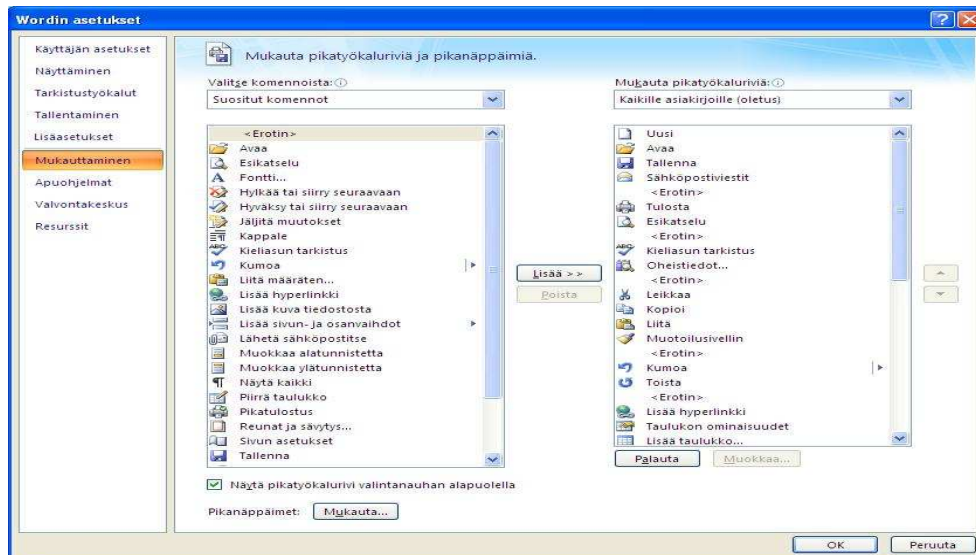 Wordin asetukset
Käyttäjän asetukset
Näyttäminen
Tarkistustyökalut
Tallentaminen
Lisäasetukset
Mukauttaminen
Apuohjelmat
Valvontakeskus
Resurssit
Mukauta pikatyökaluriviä ja pikanäppäimiä.
Valitse komennoista:
Suositut komennot
<Erotin>
Avaa
Esikatselu
Fontti...
Hylkää tai siirry seuraavaan
Hyväksy tai siirry seuraavaan
Jäljitä muutokset
Kappale
Kieliasun tarkistus
Kumoa
Liitä määräten...
Lisää hyperlinkki
Lisää kuva tiedostosta
Lisää sivun- ja osanvaihdot
Lähetä sähköpostitse
Muokkaa alatunnistetta
Muokkaa ylätunnistetta
Näytä kaikki
Piirrä taulukko
Pikatulostus
Reunat ja sävytys...
Sivun asetukset
Tallenna
Lisää >>
Poista
Mukauta pikatyökaluriviä:
Kaikille asiakirjoille (oletus)
Uusi
Avaa
Tallenna
Sähköpostiviestit
<Erotin>
Tulosta
Esikatselu
<Erotin>
Kieliasun tarkistus
Oheistiedot...
<Erotin>
Leikkaa
Kopioi
Liitä
Muotoilusivellin
<Erotin>
Kumoa
Toista
<Erotin>
Lisää hyperlinkki
Taulukon ominaisuudet
Lisää taulukko...
Palauta
Muokkaa...
Näytä pikatyökalurivi valintanauhan alapuolella
Pikanäppäimet: Mukauta...
OK
Peruuta